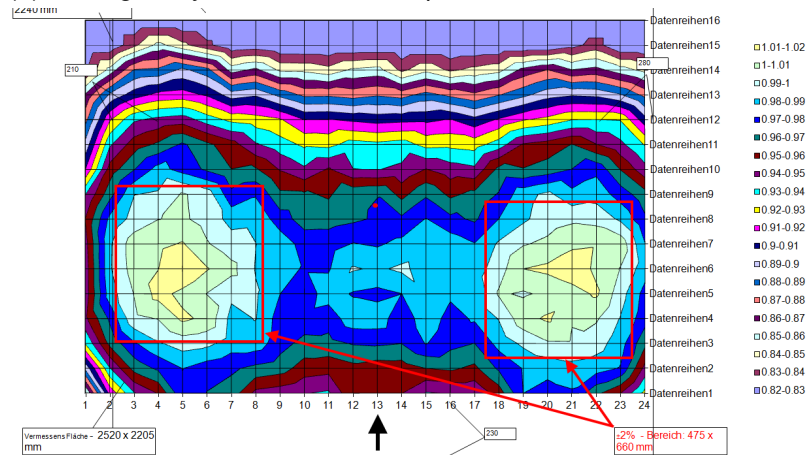 2240 mm
210
280
Datenreihen16
Datenreihen15
Datenreihen14
Datenreihen13
Datenreihen12
Datenreihen11
Datenreihen10
Datenreihen9
Datenreihen8
Datenreihen7
Datenreihen6
Datenreihen5
Datenreihen4
Datenreihen3
Datenreihen2
Datenreihen1
1.01-1.02
1-1.01
0.99-1
0.98-0.99
0.97-0.98
0.96-0.97
0.95-0.96
0.94-0.95
0.93-0.94
0.92-0.93
0.91-0.92
0.9-0.91
0.89-0.9
0.88-0.89
0.87-0.88
0.86-0.87
0.85-0.86
0.84-0.85
0.83-0.84
0.82-0.83
1 2 3 4 5 6 7 8 9 10 11 12 13 14 15 16 17 18 19 20 21 22 23 24
Vermessens Fläche - 2520 x 2205
mm
230
±2% - Bereich: 475 x
660 mm